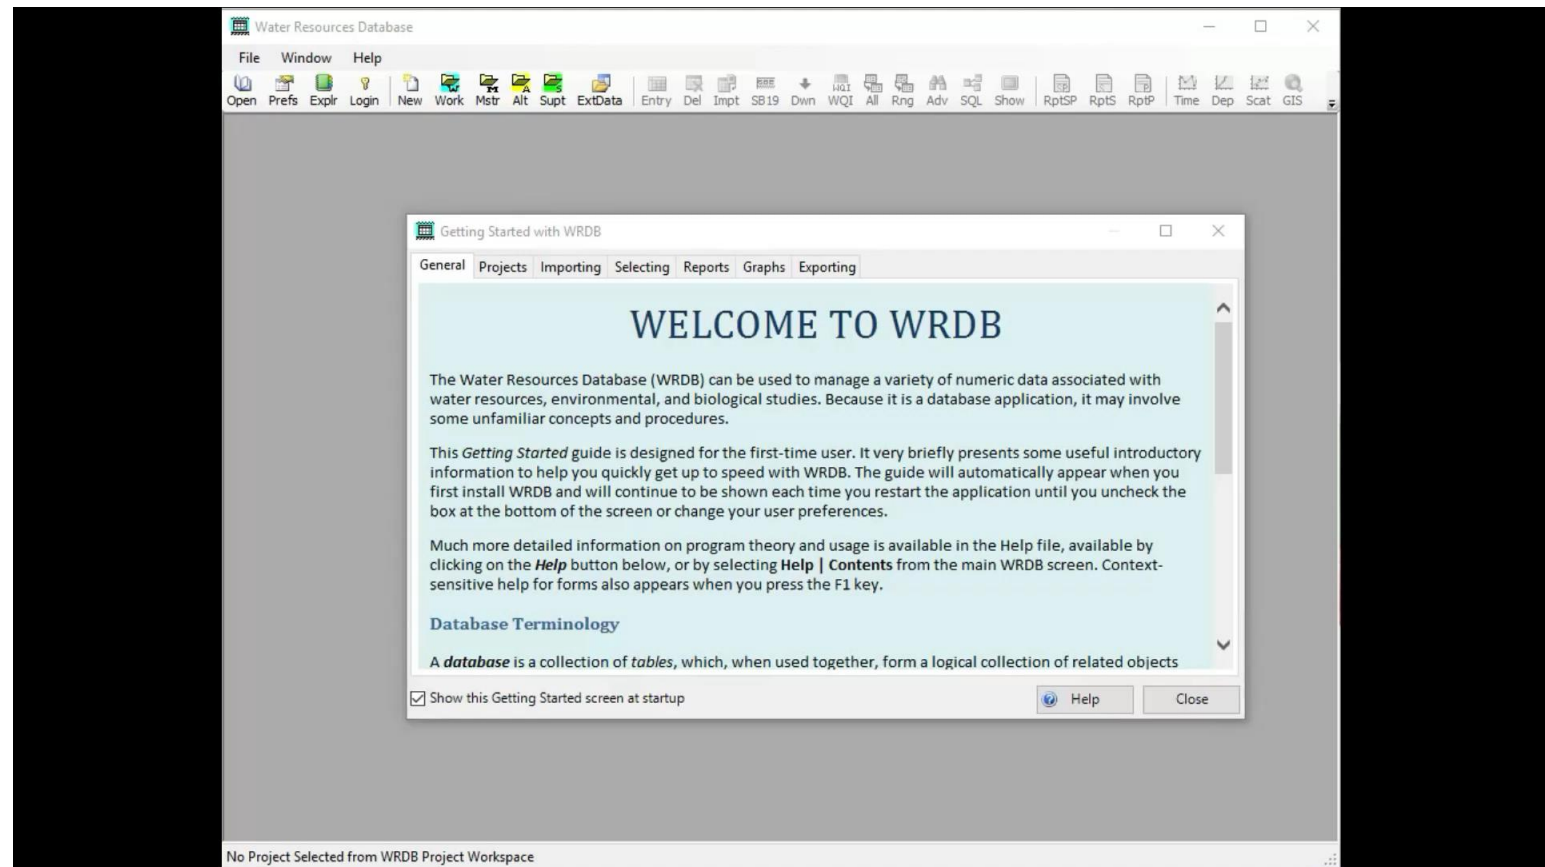 Water Resources Database
File Window Help
Open Prefs Explr Login New Work Mstr Alt Supt ExtData Entry Del Impt SB19 Dwn WQI All Rng Adv SQL Show RptSP RptS RptP Time Dep Scat GIS
Getting Started with WRDB
General Projects Importing Selecting Reports Graphs Exporting
WELCOME TO WRDB
The Water Resources Database (WRDB) can be used to manage a variety of numeric data associated with
water resources, environmental, and biological studies. Because it is a database application, it may involve
some unfamiliar concepts and procedures.
This Getting Started guide is designed for the first-time user. It very briefly presents some useful introductory
information to help you quickly get up to speed with WRDB. The guide will automatically appear when you
first install WRDB and will continue to be shown each time you restart the application until you uncheck the
box at the bottom of the screen or change your user preferences.
Much more detailed information on program theory and usage is available in the Help file, available by
clicking on the Help button below, or by selecting Help | Contents from the main WRDB screen. Context-
sensitive help for forms also appears when you press the F1 key.
Database Terminology
A database is a collection of tables, which, when used together, form a logical collection of related objects
Show this Getting Started screen at startup
Help Close
No Project Selected from WRDB Project Workspace